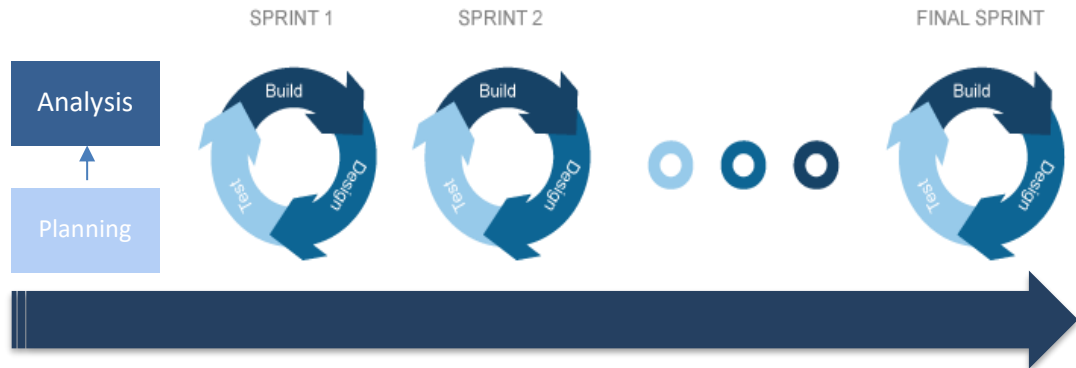 SPRINT 1
SPRINT 2
FINAL SPRINT
Analysis
Planning
Build
Design
Test
Build
Design
Test
Build
Design
Test